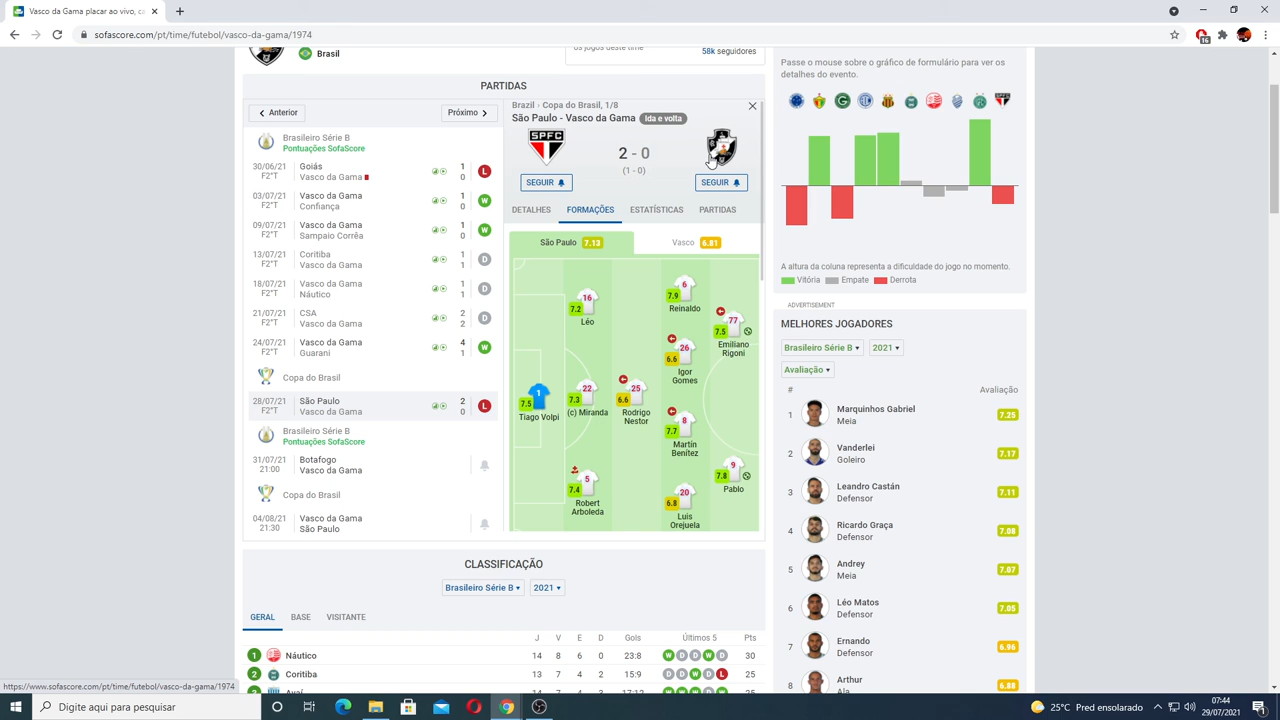 Vasco da Gama placar ao vivo, ca
sofascore.com/pt/time/futebol/vasco-da-gama/1974
16
Brasil
os jogos deste time
58k seguidores
PARTIDAS
Anterior
Próximo
Brasileiro Série B
Pontuações SofaScore
30/06/21 Goiás 1
F2°T Vasco da Gama 0 L
03/07/21 Vasco da Gama 1
F2°T Confiança 0 W
09/07/21 Vasco da Gama 1
F2°T Sampaio Corrêa 0 W
13/07/21 Coritiba 1
F2°T Vasco da Gama 1 D
18/07/21 Vasco da Gama 1
F2°T Náutico 1 D
21/07/21 CSA 2
F2°T Vasco da Gama 2 D
24/07/21 Vasco da Gama 4
F2°T Guarani 1 W
Copa do Brasil
28/07/21 São Paulo 2
F2°T Vasco da Gama 0 L
Brasileiro Série B
Pontuações SofaScore
31/07/21 Botafogo
21:00 Vasco da Gama
Copa do Brasil
04/08/21 Vasco da Gama
21:30 São Paulo
Brazil Copa do Brasil, 1/8
São Paulo - Vasco da Gama Ida e volta
SPFC
2 - 0
(1 - 0)
SEGUIR
SEGUIR
DETALHES FORMAÇÕES ESTATÍSTICAS PARTIDAS
São Paulo 7.13
Vasco 6.81
1
7.5
Tiago Volpi
16
7.2
Léo
22
7.3
(c) Miranda
5
7.4
Robert
Arboleda
25
6.6
Rodrigo
Nestor
6
7.9
Reinaldo
26
6.6
Igor
Gomes
8
7.7
Martín
Benítez
20
6.8
Luis
Orejuela
77
7.5
Emiliano
Rigoni
9
7.8
Pablo
CLASSIFICAÇÃO
Brasileiro Série B
2021
GERAL BASE VISITANTE
J V E D Gols Últimos 5 Pts
1 Náutico 14 8 6 0 23:8 W D D W D 30
2 Coritiba 13 7 4 2 15:9 D D W D L 25
3 Avaí 14 7 4 3 17:12 W W W D W 25
Passe o mouse sobre o gráfico de formulário para ver os
detalhes do evento.
A altura da coluna representa a dificuldade do jogo no momento.
Vitória Empate Derrota
ADVERTISEMENT
MELHORES JOGADORES
Brasileiro Série B
2021
Avaliação
# Avaliação
1 Marquinhos Gabriel 7.25
Meia
2 Vanderlei 7.17
Goleiro
3 Leandro Castán 7.11
Defensor
4 Ricardo Graça 7.08
Defensor
5 Andrey 7.07
Meia
6 Léo Matos 7.05
Defensor
7 Ernando 6.96
Defensor
8 Arthur 6.88
Ala
https://www.sofascore.com/pt/time/futebol/vasco-da-gama/1974
Digite aqui para pesquisar
25°C Pred ensolarado
07:44
29/07/2021
1